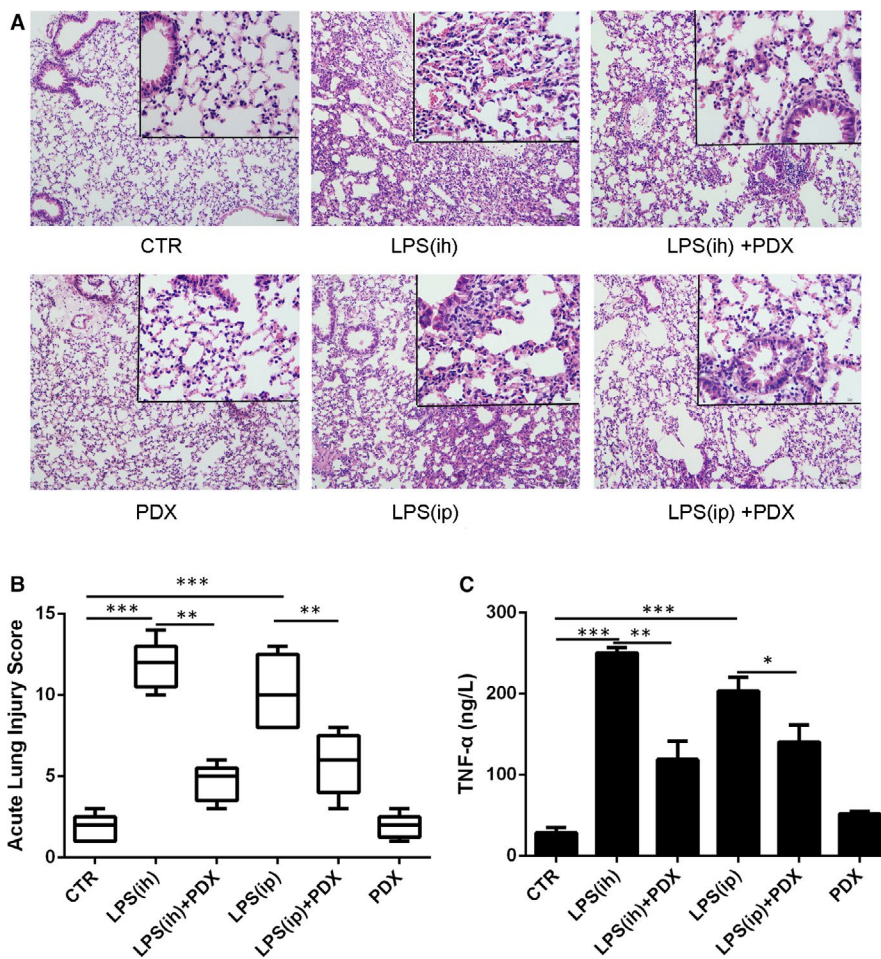 A
CTR
LPS(ih)
LPS(ih) +PDX
PDX
LPS(ip)
LPS(ip) +PDX
B
Acute Lung Injury Score
15
10
5
0
***
***
**
**
CTR
LPS(ih)
LPS(ih)+PDX
LPS(ip)
LPS(ip)+PDX
PDX
C
TNF-α (ng/L)
300
200
100
0
***
***
**
*
CTR
LPS(ih)
LPS(ih)+PDX
LPS(ip)
LPS(ip)+PDX
PDX